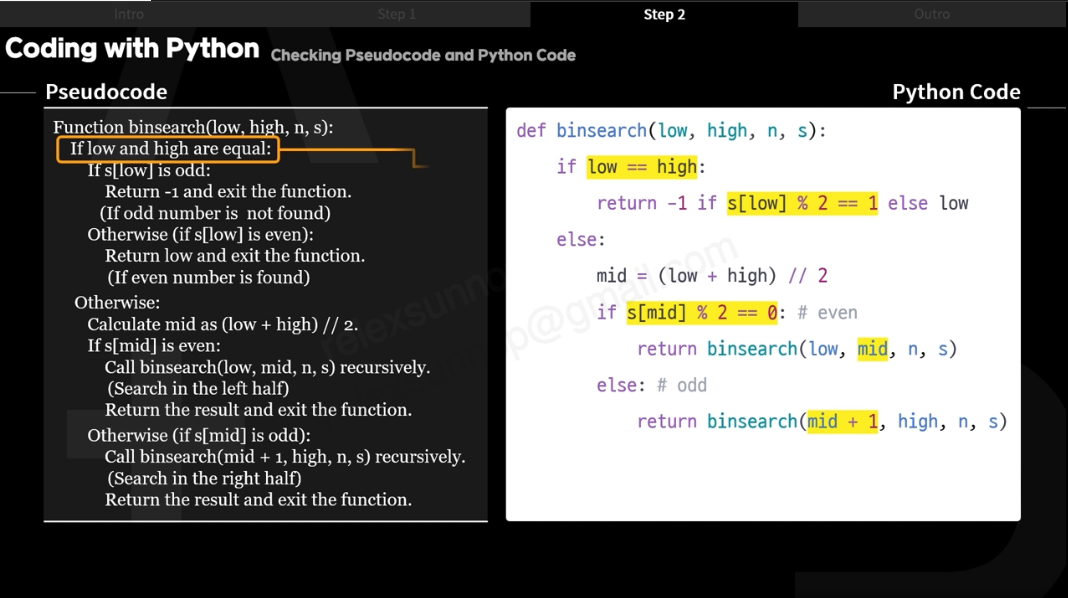 Intro
Step 1
Step 2
Outro
Coding with Python
Checking Pseudocode and Python Code
Pseudocode
Function binsearch(low, high, n, s):
If low and high are equal:
If s[low] is odd:
Return -1 and exit the function.
(If odd number is not found)
Otherwise (if s[low] is even):
Return low and exit the function.
(If even number is found)
Otherwise:
Calculate mid as (low + high) // 2.
If s[mid] is even:
Call binsearch(low, mid, n, s) recursively.
(Search in the left half)
Return the result and exit the function.
Otherwise (if s[mid] is odd):
Call binsearch(mid + 1, high, n, s) recursively.
(Search in the right half)
Return the result and exit the function.
Python Code
def binsearch(low, high, n, s):
if low == high:
return -1 if s[low] % 2 == 1 else low
else:
mid = (low + high) // 2
if s[mid] % 2 == 0: # even
return binsearch(low, mid, n, s)
else: # odd
return binsearch(mid + 1, high, n, s)